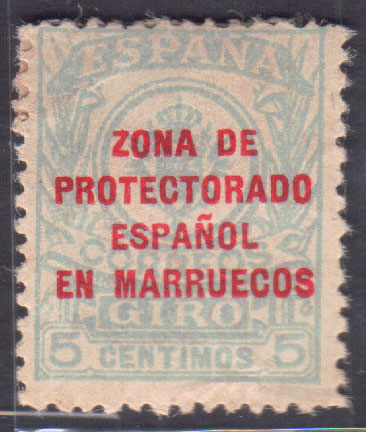 ESPAÑA
ZONA DE
PROTECTORADO
ESPAÑOL
CORREOS
EN MARRUECOS
GIRO
5 CENTIMOS 5